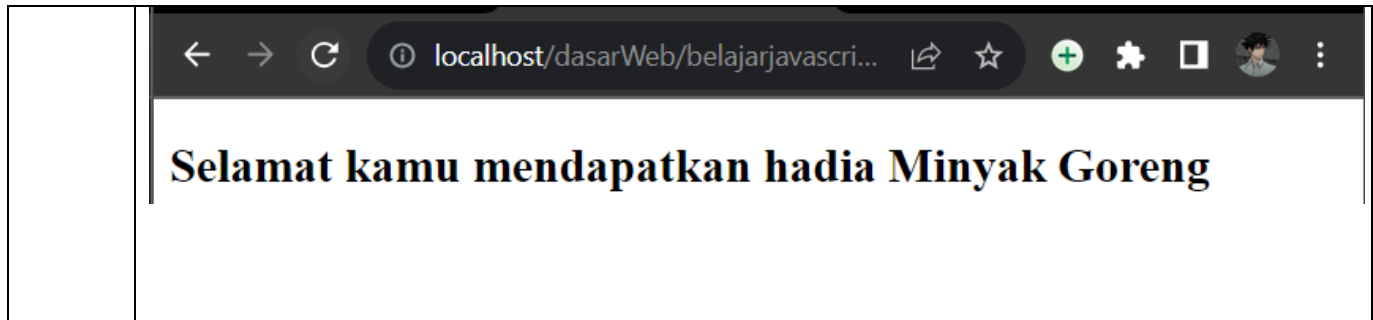 localhost/dasarWeb/belajarjavascri...
Selamat kamu mendapatkan hadia Minyak Goreng